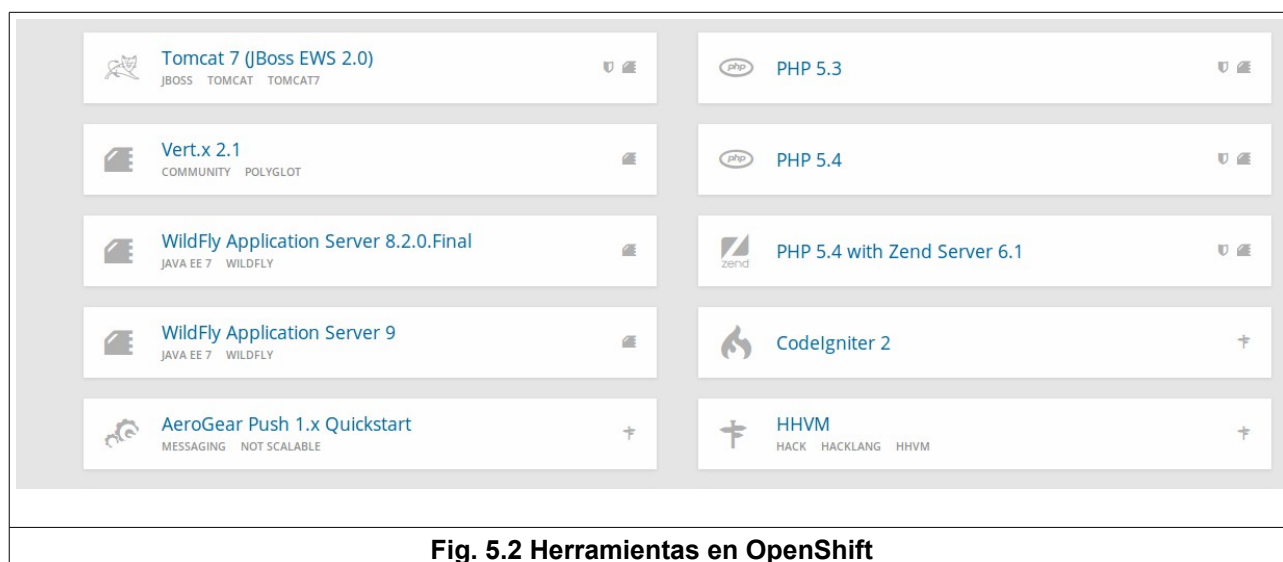 Tomcat 7 (JBoss EWS 2.0)
JBOSS TOMCAT TOMCAT7
Vert.x 2.1
COMMUNITY POLYGLOT
WildFly Application Server 8.2.0.Final
JAVA EE 7 WILDFLY
WildFly Application Server 9
JAVA EE 7 WILDFLY
AeroGear Push 1.x Quickstart
MESSAGING NOT SCALABLE
php PHP 5.3
php PHP 5.4
zend PHP 5.4 with Zend Server 6.1
CodeIgniter 2
HHVM
HACK HACKLANG HHVM
Fig. 5.2 Herramientas en OpenShift